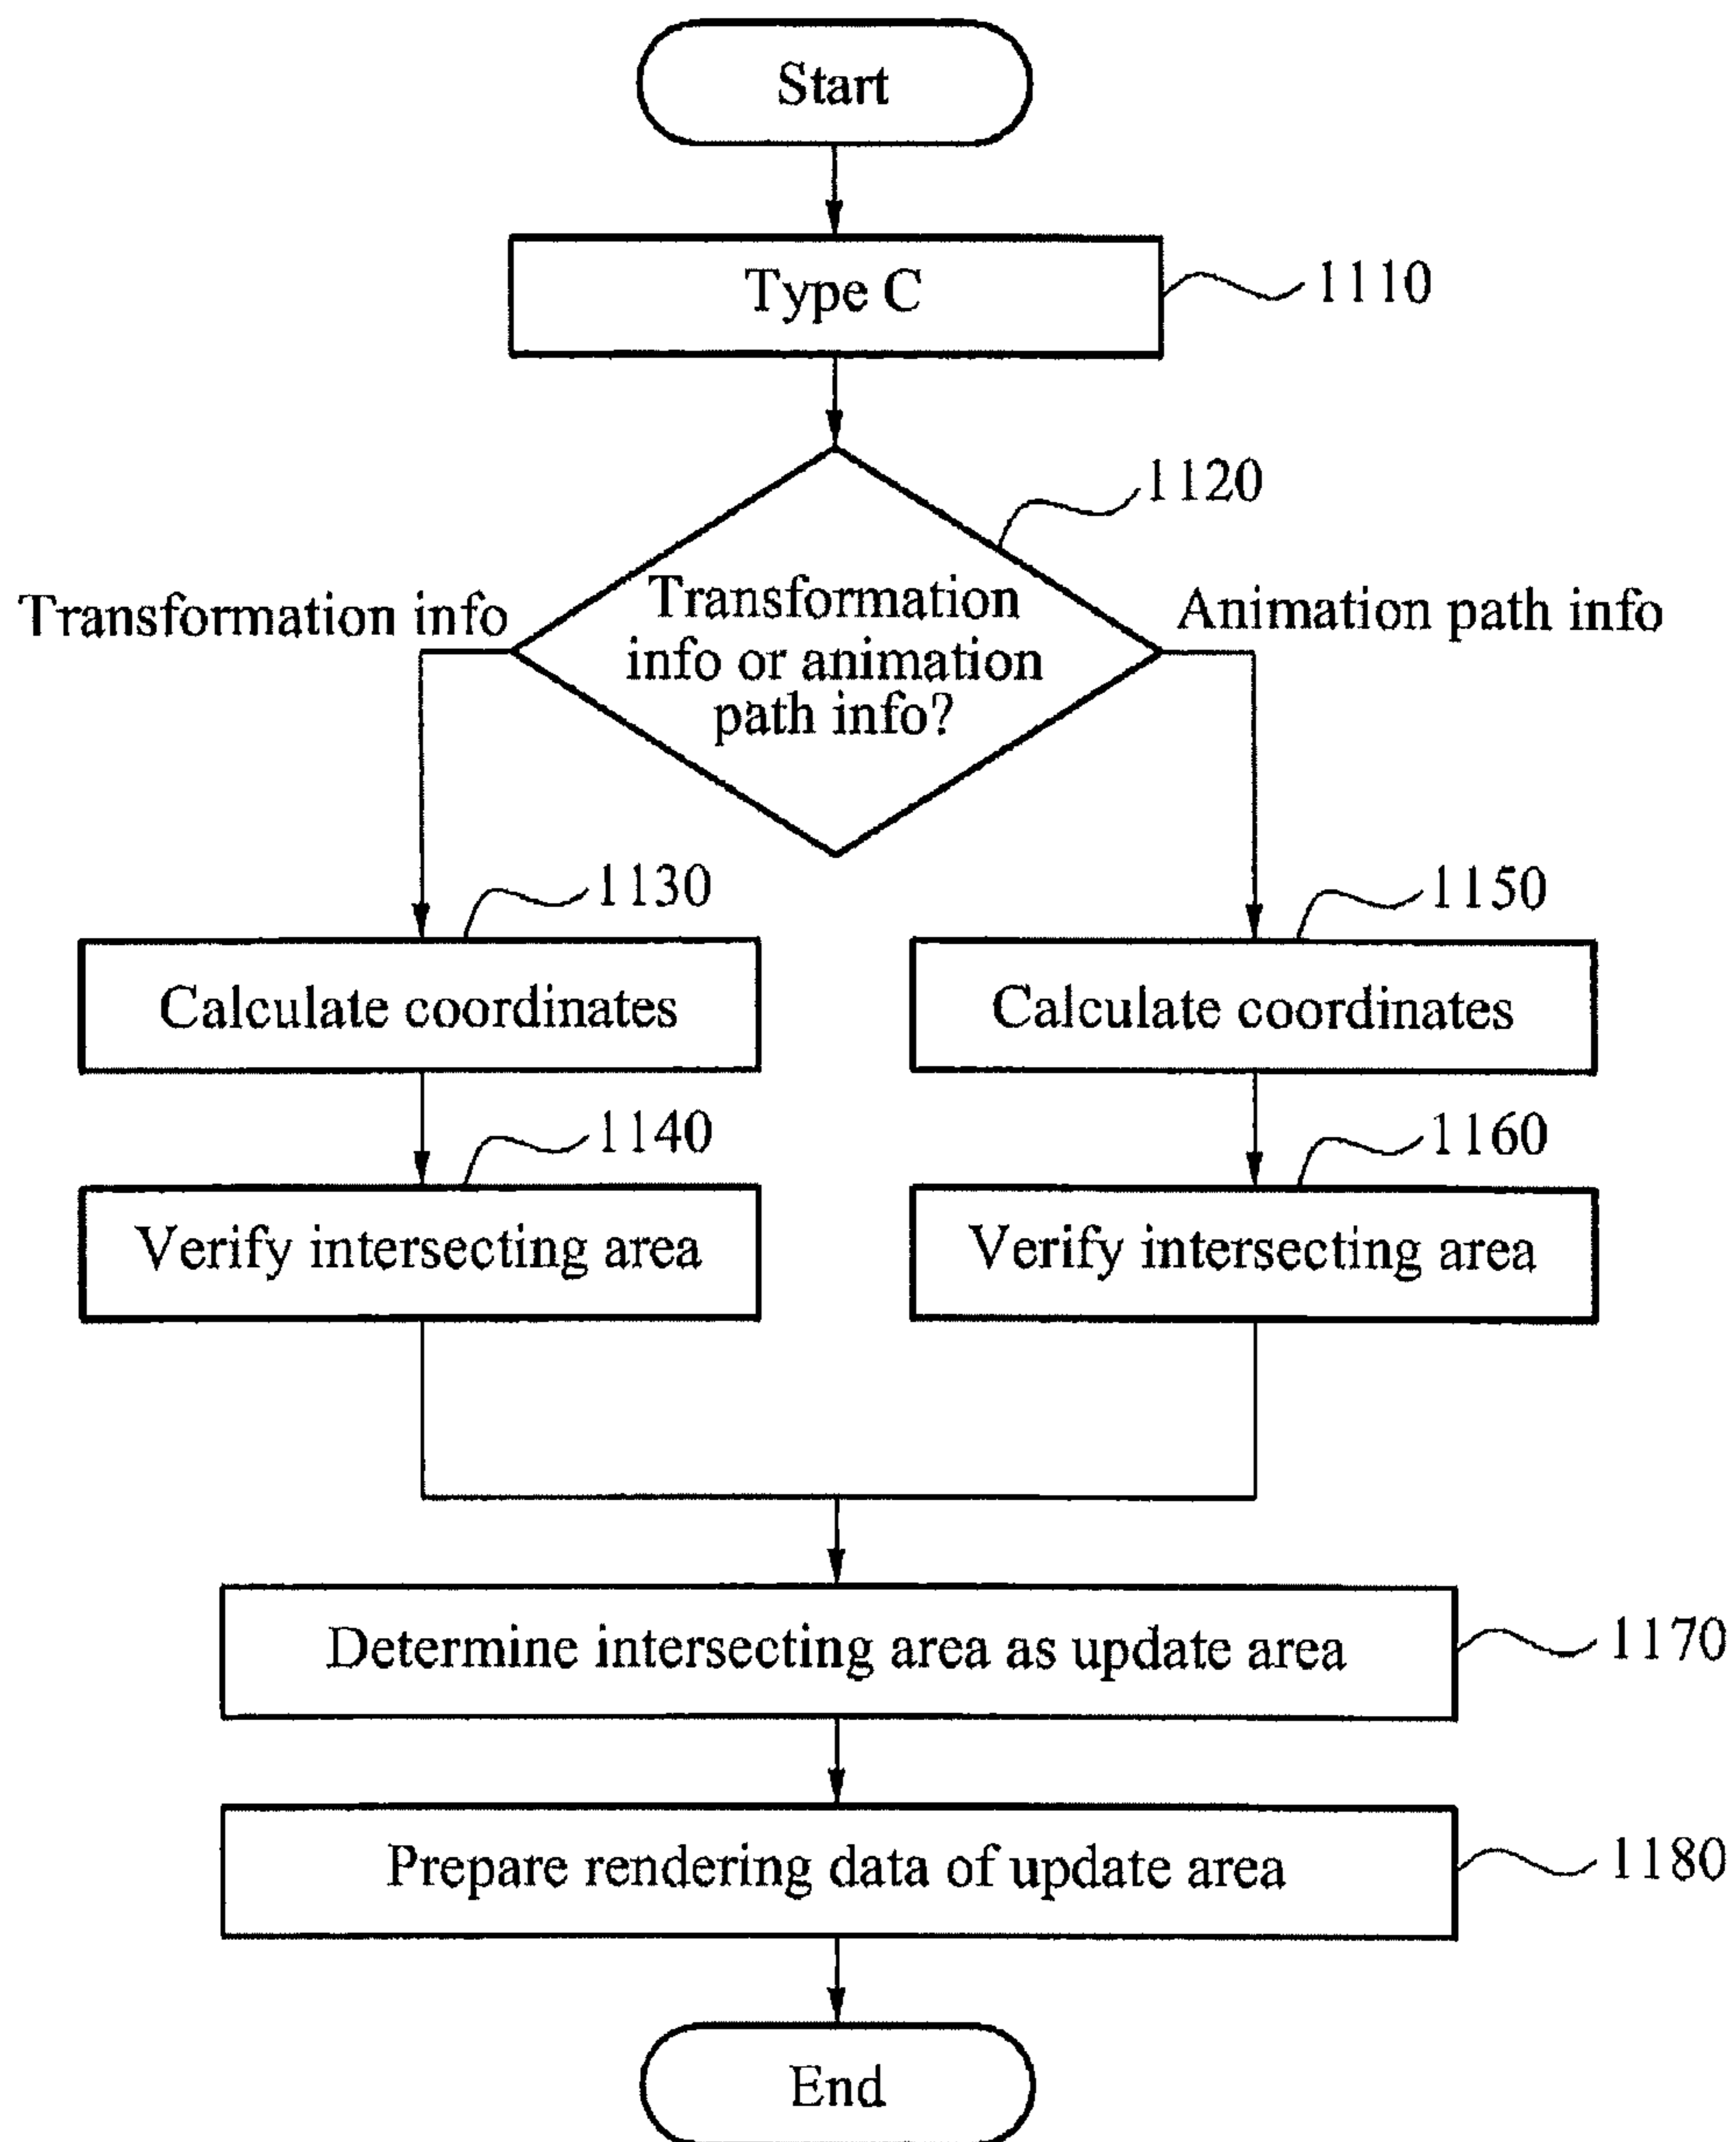 Start
Type C
1110
1120
Transformation info
Transformation
info or animation
path info?
Animation path info
1130
1150
Calculate coordinates
Calculate coordinates
1140
1160
Verify intersecting area
Verify intersecting area
Determine intersecting area as update area
1170
Prepare rendering data of update area
1180
End